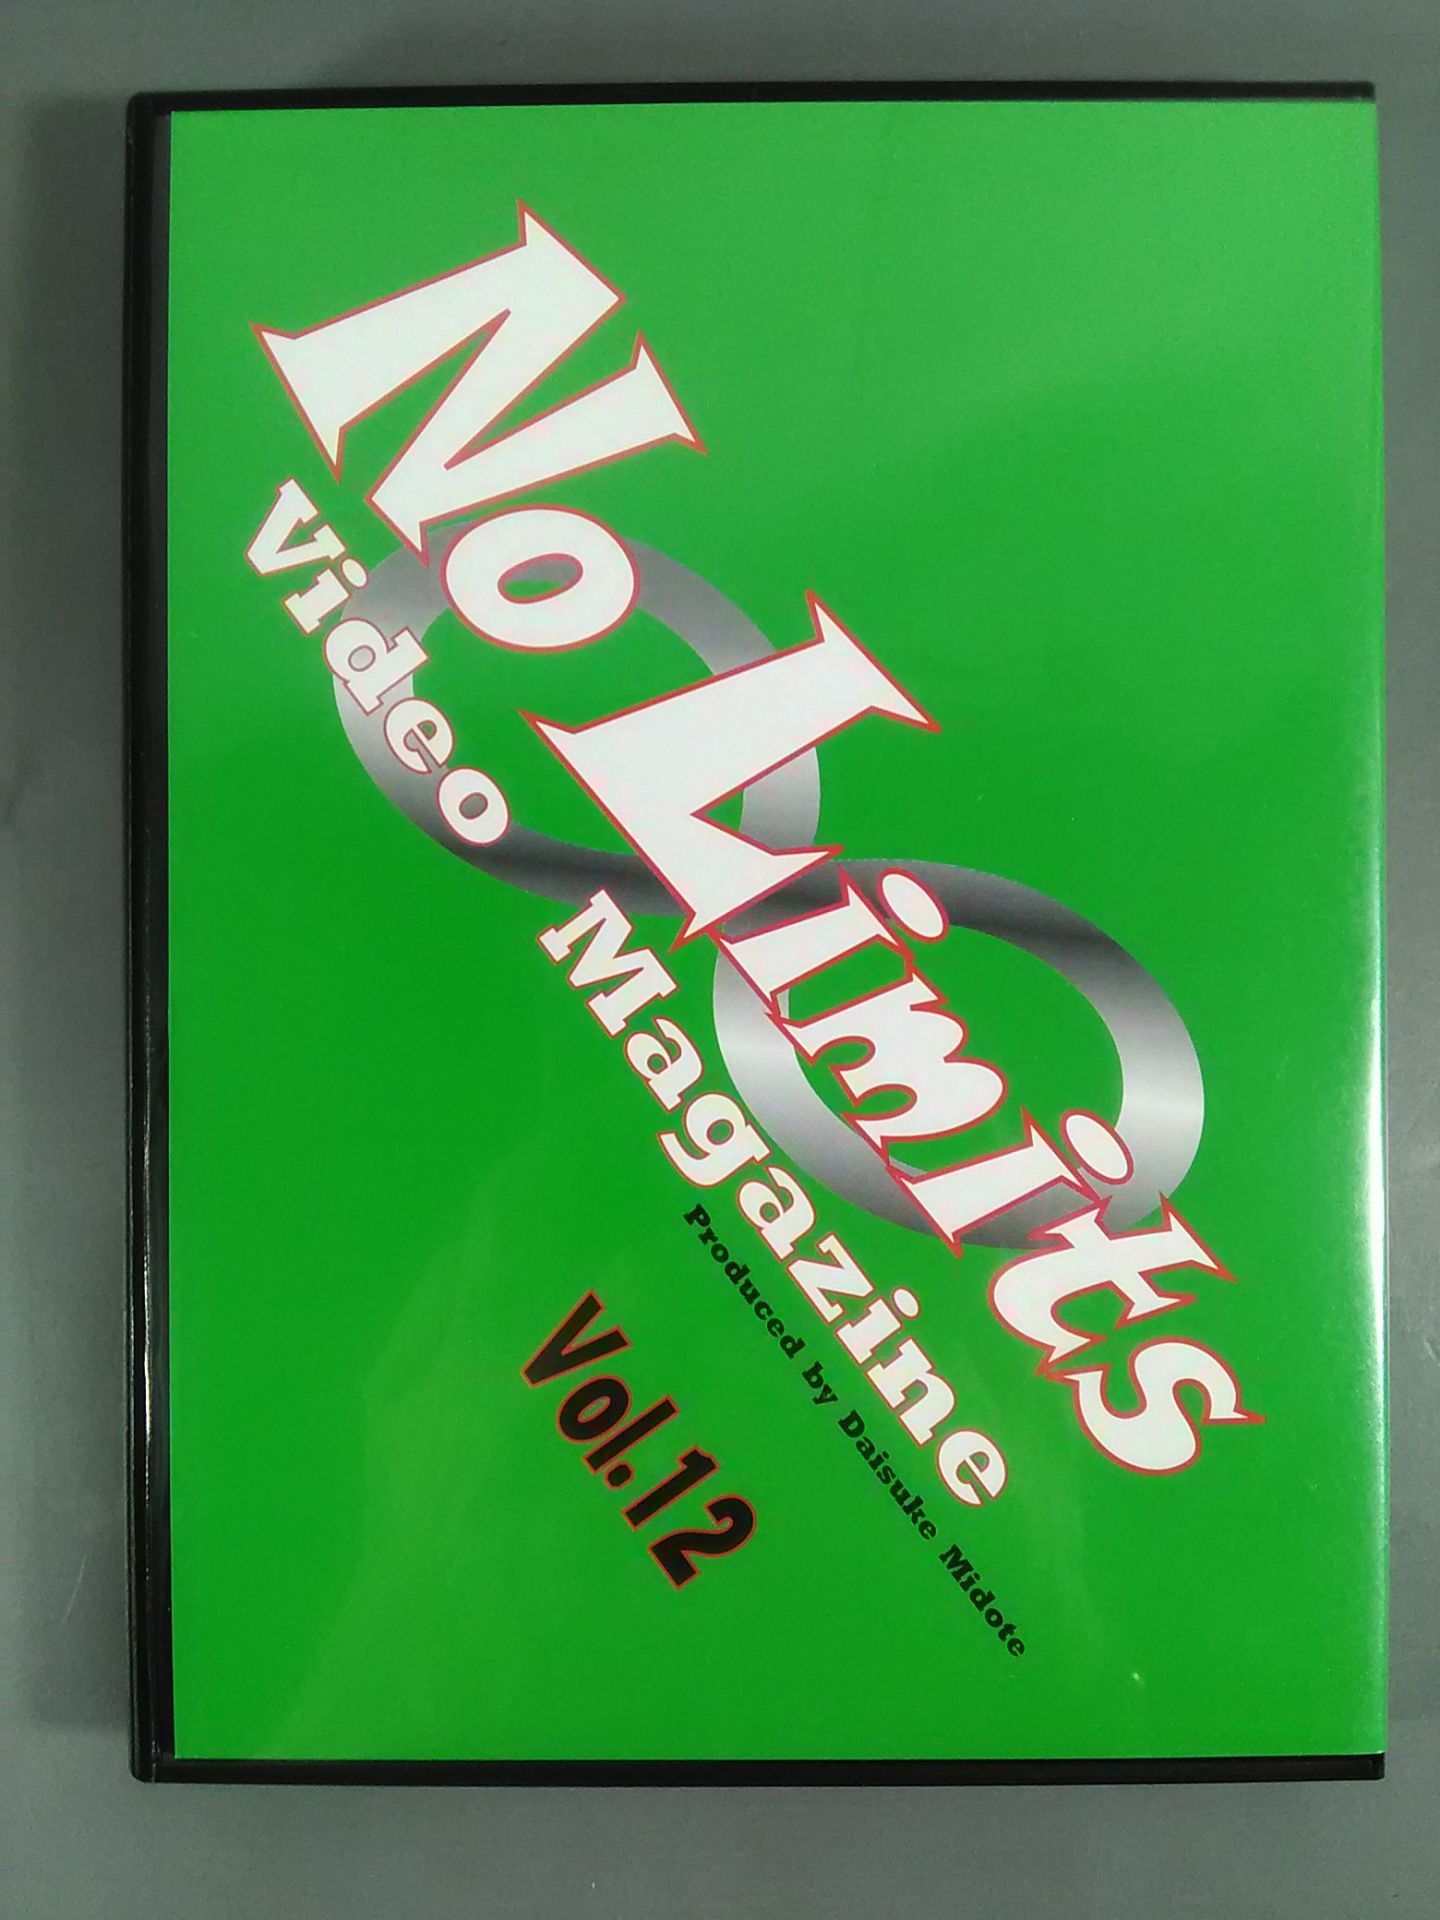 No Limits
Video Magazine
Produced by Daisuke Midote
Vol.12